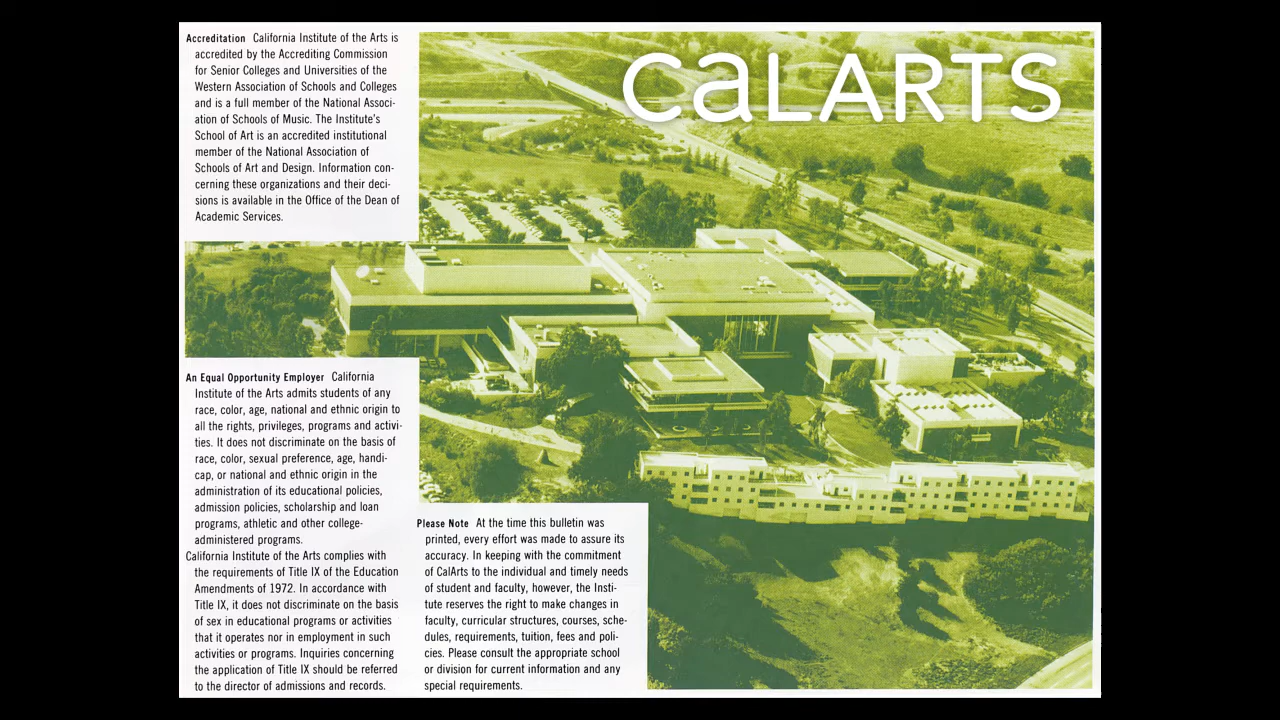 CaLARTS
Accreditation California Institute of the Arts is
accredited by the Accrediting Commission
for Senior Colleges and Universities of the
Western Association of Schools and Colleges
and is a full member of the National Associ-
ation of Schools of Music. The Institute's
School of Art is an accredited institutional
member of the National Association of
Schools of Art and Design. Information con-
cerning these organizations and their deci-
sions is available in the Office of the Dean of
Academic Services.
An Equal Opportunity Employer California
Institute of the Arts admits students of any
race, color, age, national and ethnic origin to
all the rights, privileges, programs and activi-
ties. It does not discriminate on the basis of
race, color, sexual preference, age, handi-
cap, or national and ethnic origin in the
administration of its educational policies,
admission policies, scholarship and loan
programs, athletic and other college-
administered programs.
California Institute of the Arts complies with
the requirements of Title IX of the Education
Amendments of 1972. In accordance with
Title IX, it does not discriminate on the basis
of sex in educational programs or activities
that it operates nor in employment in such
activities or programs. Inquiries concerning
the application of Title IX should be referred
to the director of admissions and records.
Please Note At the time this bulletin was
printed, every effort was made to assure its
accuracy. In keeping with the commitment
of CalArts to the individual and timely needs
of student and faculty, however, the Insti-
tute reserves the right to make changes in
faculty, curricular structures, courses, sche-
dules, requirements, tuition, fees and poli-
cies. Please consult the appropriate school
or division for current information and any
special requirements.